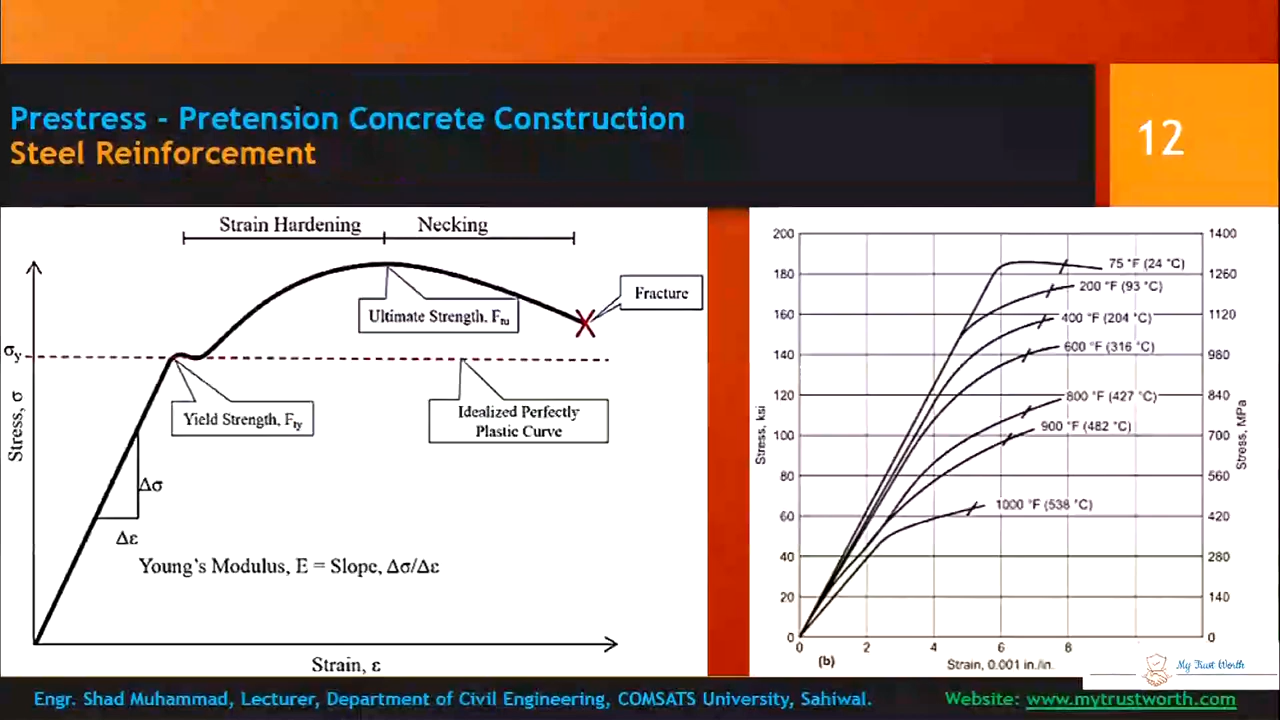 Prestress - Pretension Concrete Construction
Steel Reinforcement
12
Strain Hardening
Necking
Fracture
Ultimate Strength, Ftu
σy
Yield Strength, Fty
Idealized Perfectly
Plastic Curve
Stress, σ
Δσ
Δε
Young's Modulus, E = Slope, Δσ/Δε
Strain, ε
200
180
160
140
120
100
80
60
40
20
0
Stress, ksi
75 °F (24 °C)
200 °F (93 °C)
400 °F (204 °C)
600 °F (316 °C)
800 °F (427 °C)
900 °F (482 °C)
1000 °F (538 °C)
1400
1260
1120
980
840
700
560
420
280
140
0
Stress, MPa
0 2 4 6 8
(b)
Strain, 0.001 in./in.
My Trust Worth
Engr. Shad Muhammad, Lecturer, Department of Civil Engineering, COMSATS University, Sahiwal.
Website: www.mytrustworth.com